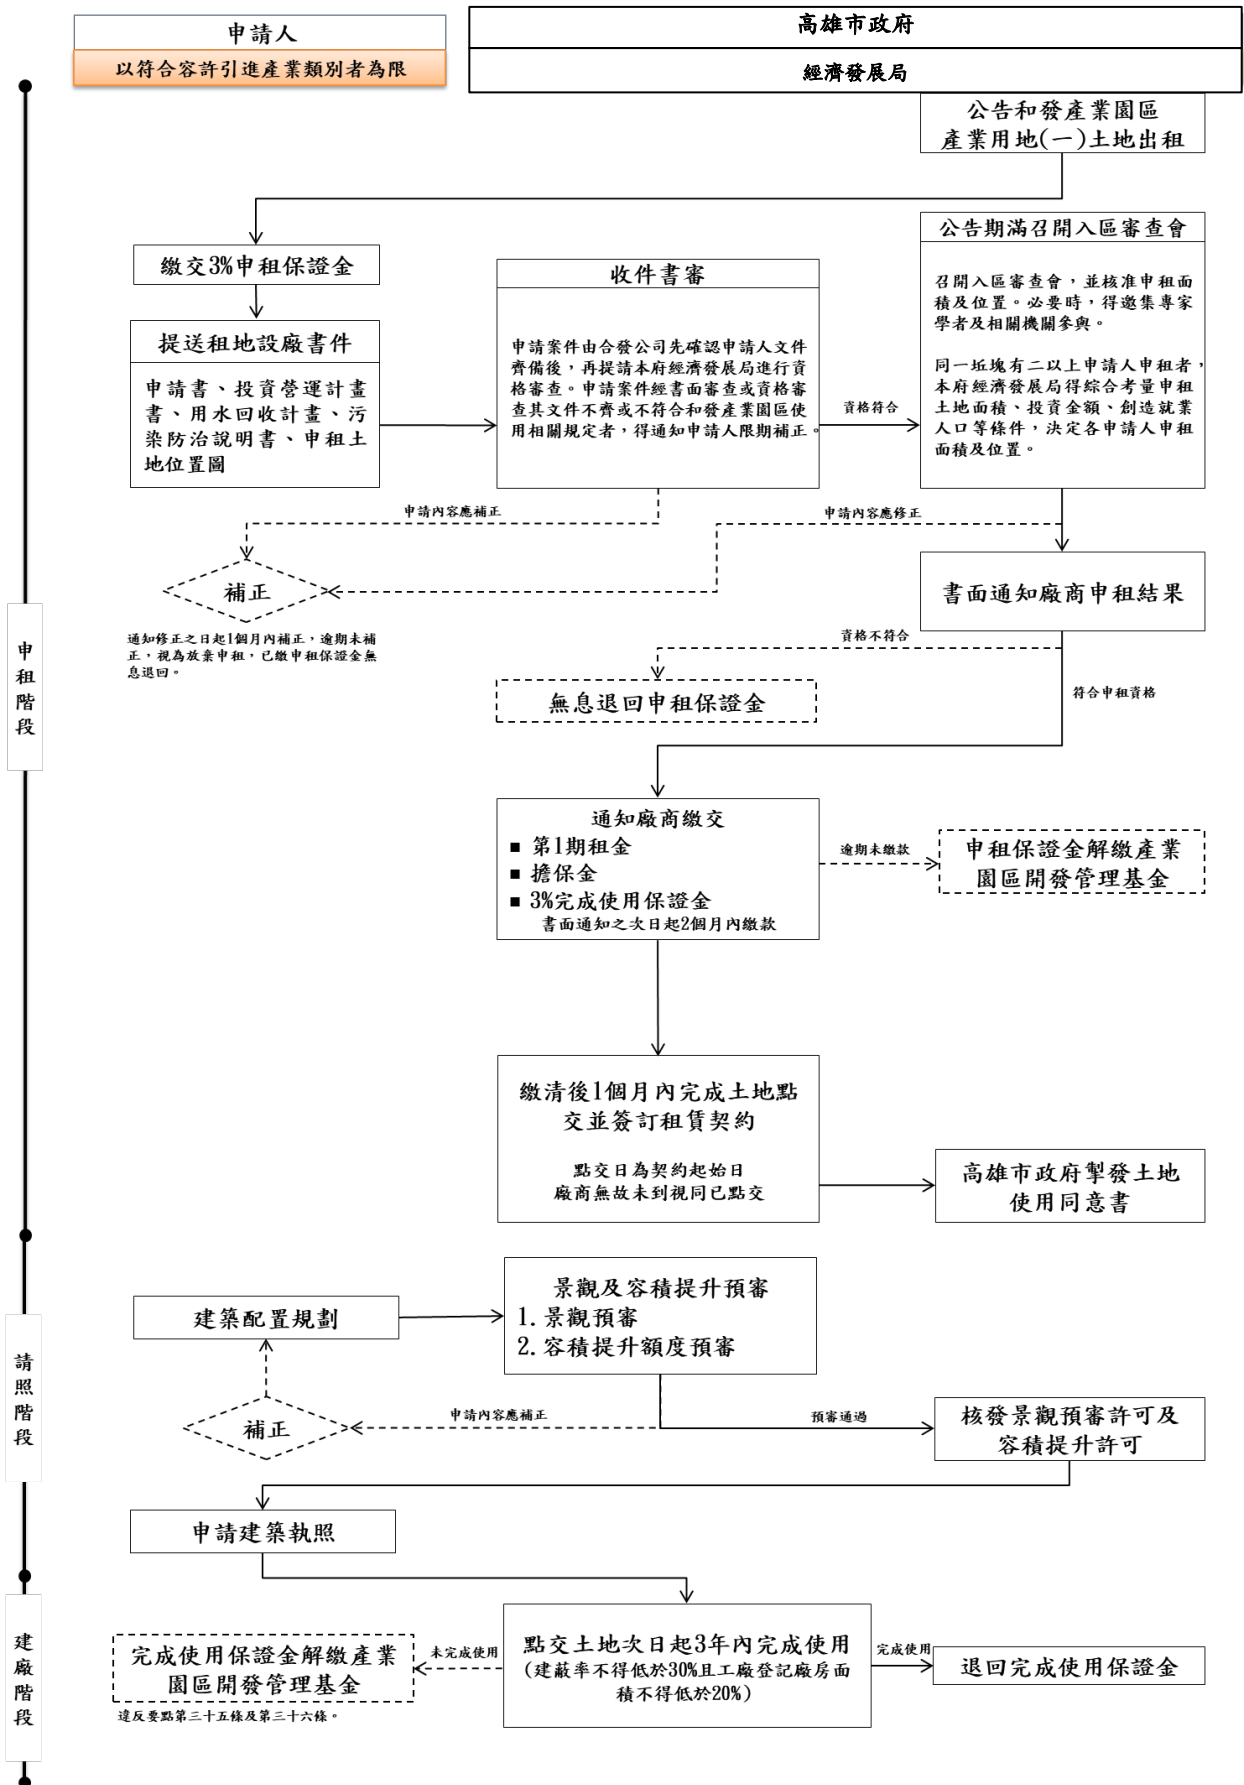 申請人
以符合容許引進產業類別者為限
高雄市政府
經濟發展局
公告和發產業園區
產業用地(一)土地出租
繳交3%申租保證金
提送租地設廠書件
申請書、投資營運計畫
書、用水回收計畫、污
染防治說明書、申租土
地位置圖
收件書審
申請案件由合發公司先確認申請人文件
齊備後，再提請本府經濟發展局進行資
格審查。申請案件經書面審查或資格審
查其文件不齊或不符合和發產業園區使
用相關規定者，得通知申請人限期補正。
資格符合
公告期滿召開入區審查會
召開入區審查會，並核准申租面
積及位置。必要時，得邀集專家
學者及相關機關參與。
同一坵塊有二以上申請人申租者，
本府經濟發展局得綜合考量申租
土地面積、投資金額、創造就業
人口等條件，決定各申請人申租
面積及位置。
申請內容應補正
申請內容應修正
補正
通知修正之日起1個月內補正，逾期未補
正，視為放棄申租，已繳申租保證金無
息退回。
書面通知廠商申租結果
資格不符合
無息退回申租保證金
符合申租資格
申租階段
通知廠商繳交
■ 第1期租金
■ 擔保金
■ 3%完成使用保證金
書面通知之次日起2個月內繳款
逾期未繳款
申租保證金解繳產業
園區開發管理基金
繳清後1個月內完成土地點
交並簽訂租賃契約
點交日為契約起始日
廠商無故未到視同已點交
高雄市政府掣發土地
使用同意書
建築配置規劃
景觀及容積提升預審
1. 景觀預審
2. 容積提升額度預審
請照階段
補正
申請內容應補正
預審通過
核發景觀預審許可及
容積提升許可
申請建築執照
建廠階段
完成使用保證金解繳產業
園區開發管理基金
違反要點第三十五條及第三十六條。
未完成使用
點交土地次日起3年內完成使用
(建蔽率不得低於30%且工廠登記廠房面
積不得低於20%)
完成使用
退回完成使用保證金